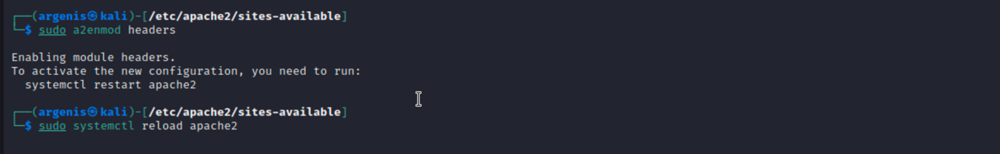 ┌──(argenis㉿kali)-[/etc/apache2/sites-available]
└─$ sudo a2enmod headers
Enabling module headers.
To activate the new configuration, you need to run:
  systemctl restart apache2
┌──(argenis㉿kali)-[/etc/apache2/sites-available]
└─$ sudo systemctl reload apache2